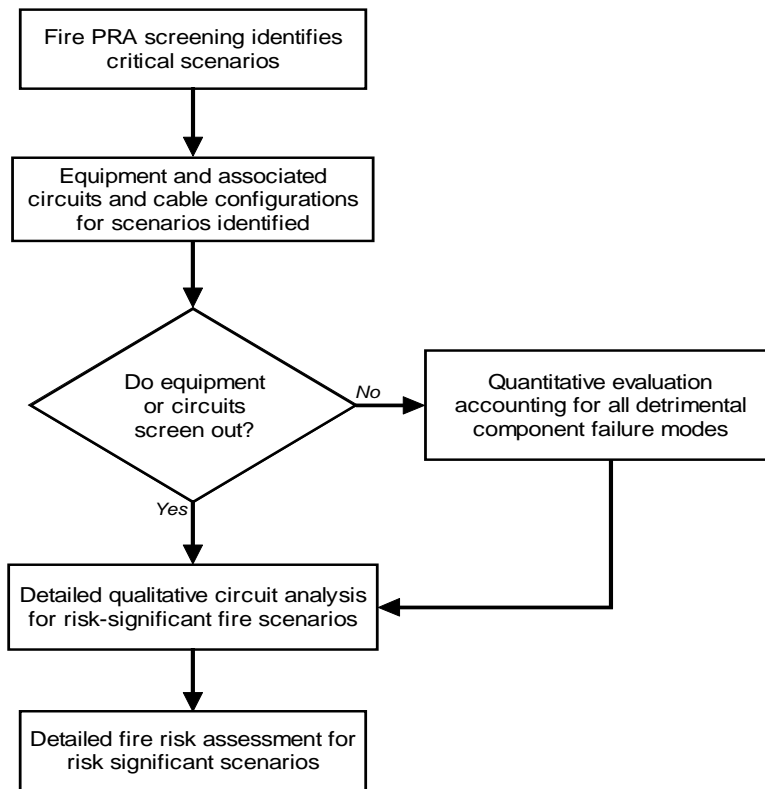 Fire PRA screening identifies
critical scenarios
Equipment and associated
circuits and cable configurations
for scenarios identified
Do equipment
or circuits
screen out?
No
Quantitative evaluation
accounting for all detrimental
component failure modes
Yes
Detailed qualitative circuit analysis
for risk-significant fire scenarios
Detailed fire risk assessment for
risk significant scenarios